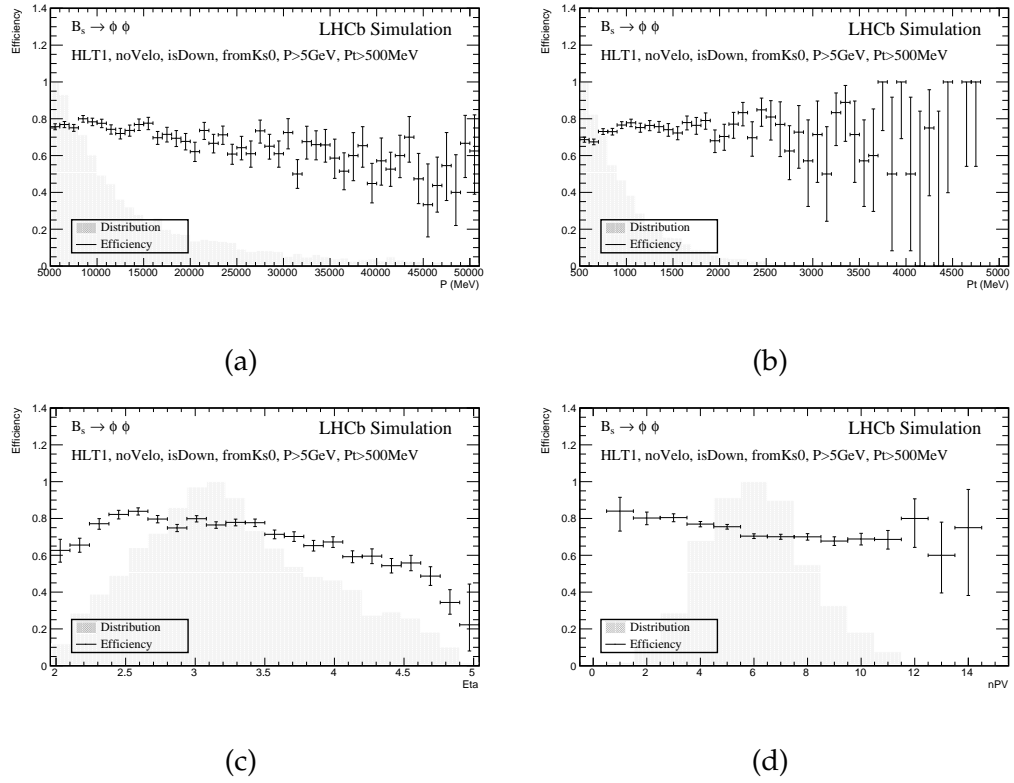 Efficiency
1.4
1.2
1
0.8
0.6
0.4
0.2
0
B_s → ϕ ϕ
LHCb Simulation
HLT1, noVelo, isDown, fromKs0, P>5GeV, Pt>500MeV
Distribution
Efficiency
5000 10000 15000 20000 25000 30000 35000 40000 45000 50000
P (MeV)
(a)
Efficiency
1.4
1.2
1
0.8
0.6
0.4
0.2
0
B_s → ϕ ϕ
LHCb Simulation
HLT1, noVelo, isDown, fromKs0, P>5GeV, Pt>500MeV
Distribution
Efficiency
500 1000 1500 2000 2500 3000 3500 4000 4500 5000
Pt (MeV)
(b)
Efficiency
1.4
1.2
1
0.8
0.6
0.4
0.2
0
B_s → ϕ ϕ
LHCb Simulation
HLT1, noVelo, isDown, fromKs0, P>5GeV, Pt>500MeV
Distribution
Efficiency
2 2.5 3 3.5 4 4.5 5
Eta
(c)
Efficiency
1.4
1.2
1
0.8
0.6
0.4
0.2
0
B_s → ϕ ϕ
LHCb Simulation
HLT1, noVelo, isDown, fromKs0, P>5GeV, Pt>500MeV
Distribution
Efficiency
0 2 4 6 8 10 12 14
nPV
(d)